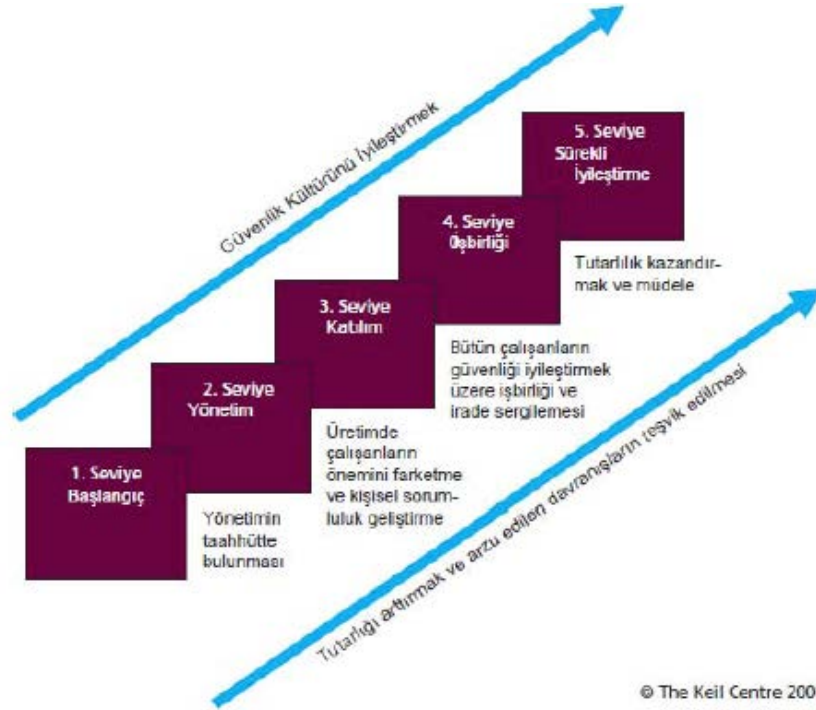 Güvenlik Kültürünü İyileştirmek
5. Seviye
Sürekli
İyileştirme
4. Seviye
İşbirliği
Tutarlılık kazandır-
mak ve müdele
3. Seviye
Katılım
Bütün çalışanların
güvenliği iyileştirmek
üzere işbirliği ve
irade sergilemesi
2. Seviye
Yönetim
Üretimde
çalışanların
önemini farketme
ve kişisel sorum-
luluk geliştirme
1. Seviye
Başlangıç
Yönetimin
taahhütte
bulunması
Tutarlığı arttırmak ve arzu edilen davranışların teşvik edilmesi
© The Keil Centre 200